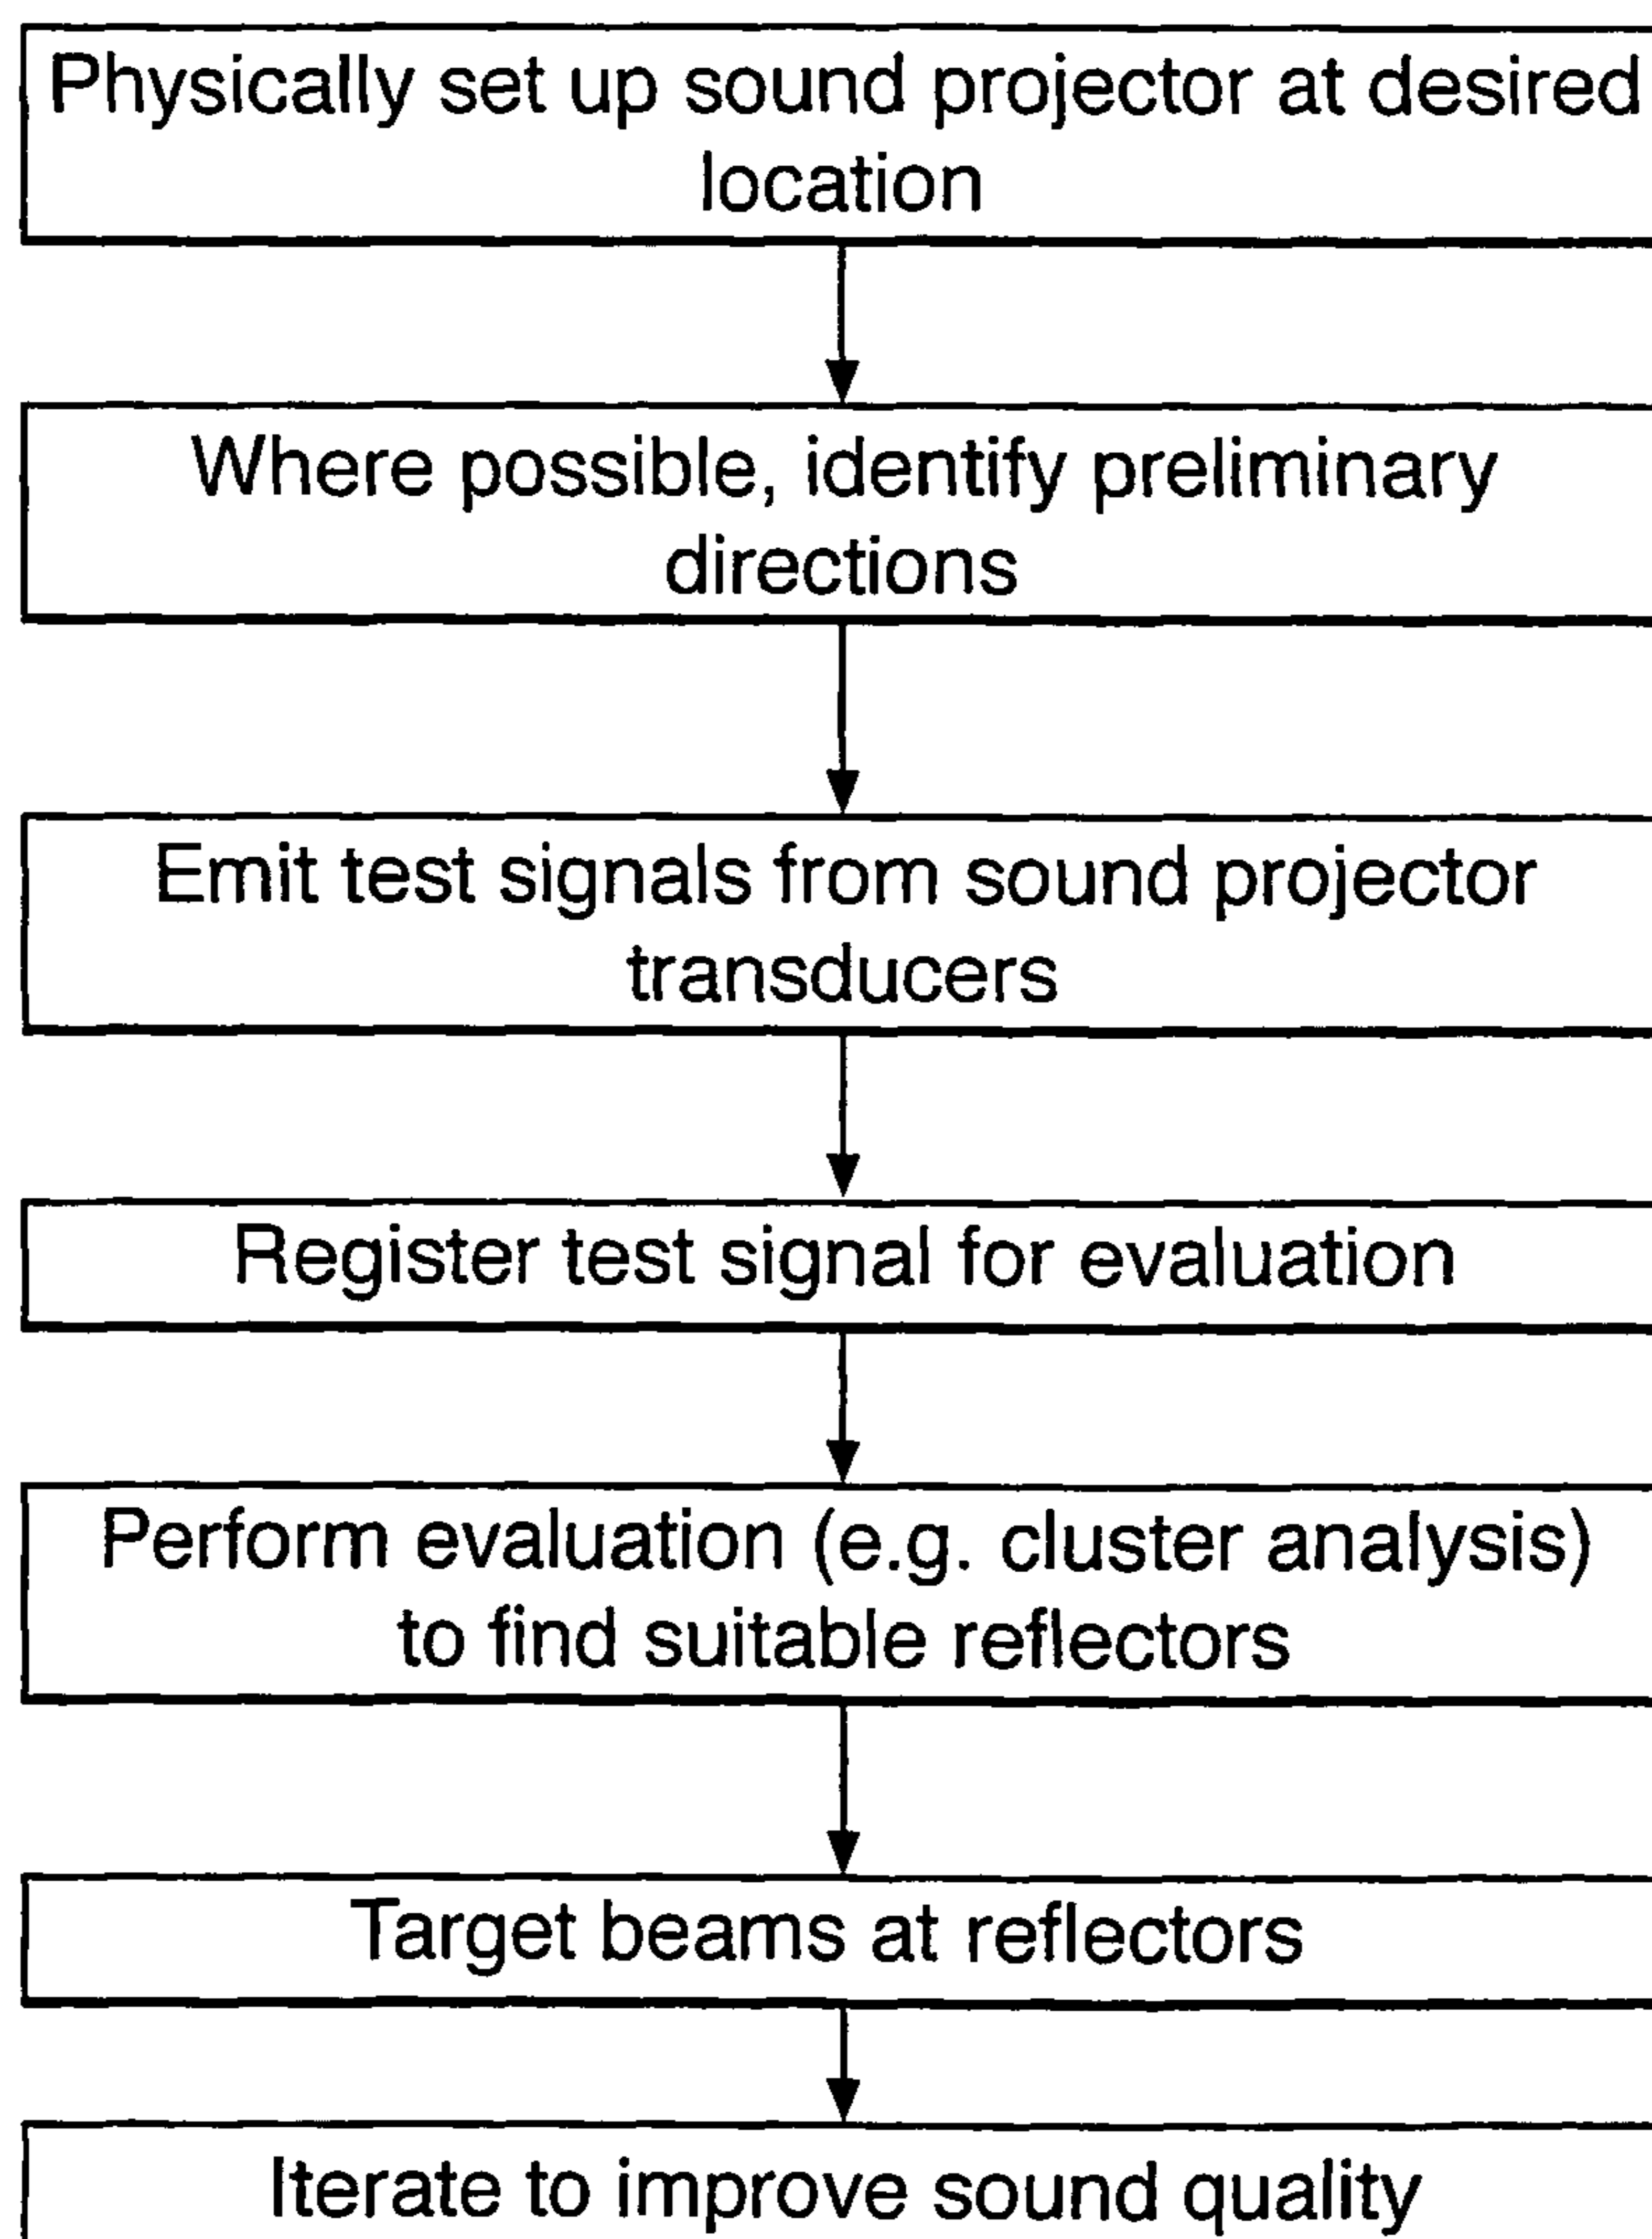 Physically set up sound projector at desired
location
Where possible, identify preliminary
directions
Emit test signals from sound projector
transducers
Register test signal for evaluation
Perform evaluation (e.g. cluster analysis)
to find suitable reflectors
Target beams at reflectors
Iterate to improve sound quality